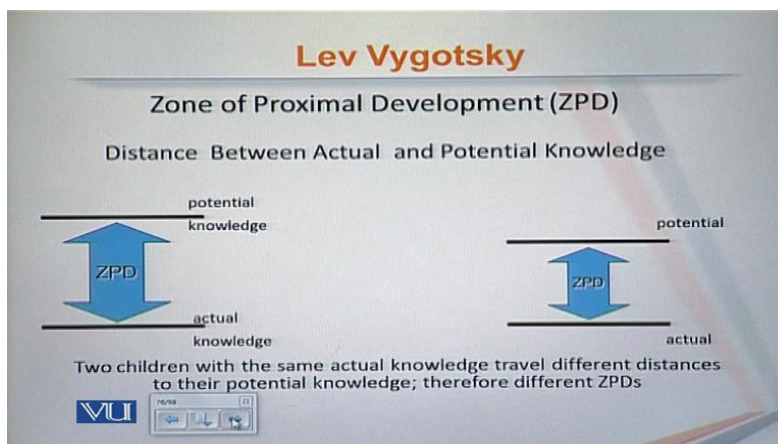 Lev Vygotsky
Zone of Proximal Development (ZPD)
Distance Between Actual and Potential Knowledge
potential
knowledge
ZPD
actual
knowledge
potential
ZPD
actual
Two children with the same actual knowledge travel different distances
to their potential knowledge; therefore different ZPDs
VU
76/98